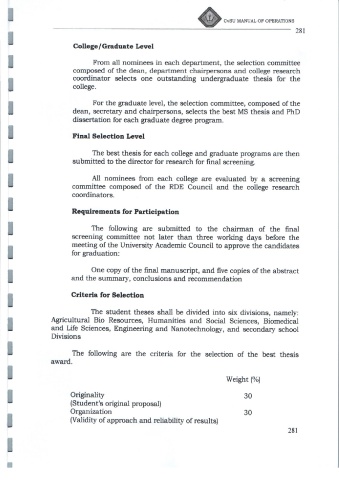 CvSU MANUAL OF OPERATIONS
281
College/Graduate Level
From all nominees in each department, the selection committee
composed of the dean, department chairpersons and college research
coordinator selects one outstanding undergraduate thesis for the
college.
For the graduate level, the selection committee, composed of the
dean, secretary and chairpersons, selects the best MS thesis and PhD
dissertation for each graduate degree program.
Final Selection Level
The best thesis for each college and graduate programs are then
submitted to the director for research for final screening.
All nominees from each college are evaluated by a screening
committee composed of the RDE Council and the college research
coordinators.
Requirements for Participation
The following are submitted to the chairman of the final
screening committee not later than three working days before the
meeting of the University Academic Council to approve the candidates
for graduation:
One copy of the final manuscript, and five copies of the abstract
and the summary, conclusions and recommendation
Criteria for Selection
The student theses shall be divided into six divisions, namely:
Agricultural Bio Resources, Humanities and Social Sciences, Biomedical
and Life Sciences, Engineering and Nanotechnology, and secondary school
Divisions
The following are the criteria for the selection of the best thesis
award.
Weight (%)
Originality 30
(Student's original proposal)
Organization 30
(Validity of approach and reliability of results)
281